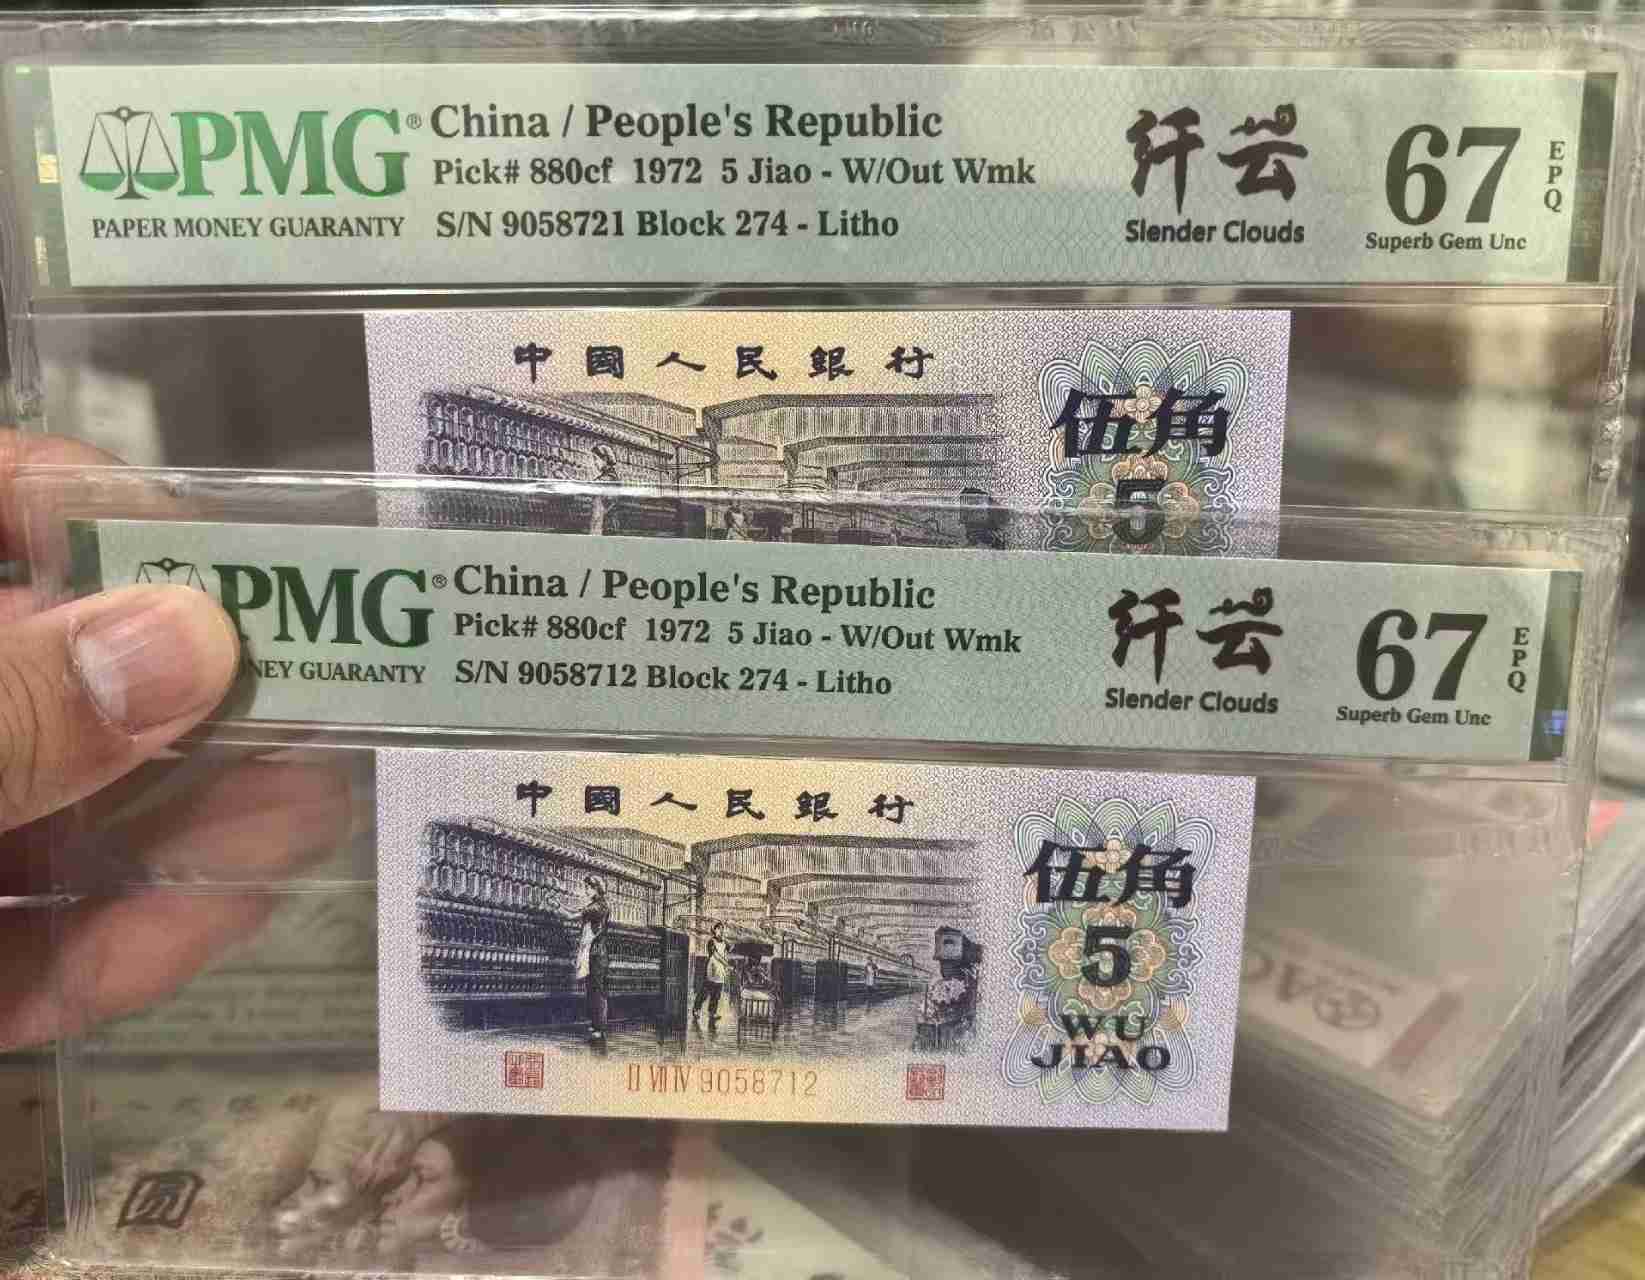 PMG® China / People's Republic
Pick# 880cf 1972 5 Jiao - W/Out Wmk
PAPER MONEY GUARANTY S/N 9058721 Block 274 - Litho
纤云
Slender Clouds
67
EPQ
Superb Gem Unc
中國人民銀行
伍角
5
PMG® China / People's Republic
Pick# 880cf 1972 5 Jiao - W/Out Wmk
NEY GUARANTY S/N 9058712 Block 274 - Litho
纤云
Slender Clouds
67
EPQ
Superb Gem Unc
中國人民銀行
伍角
5
WU
JIAO
II VII IV 9058712
圆